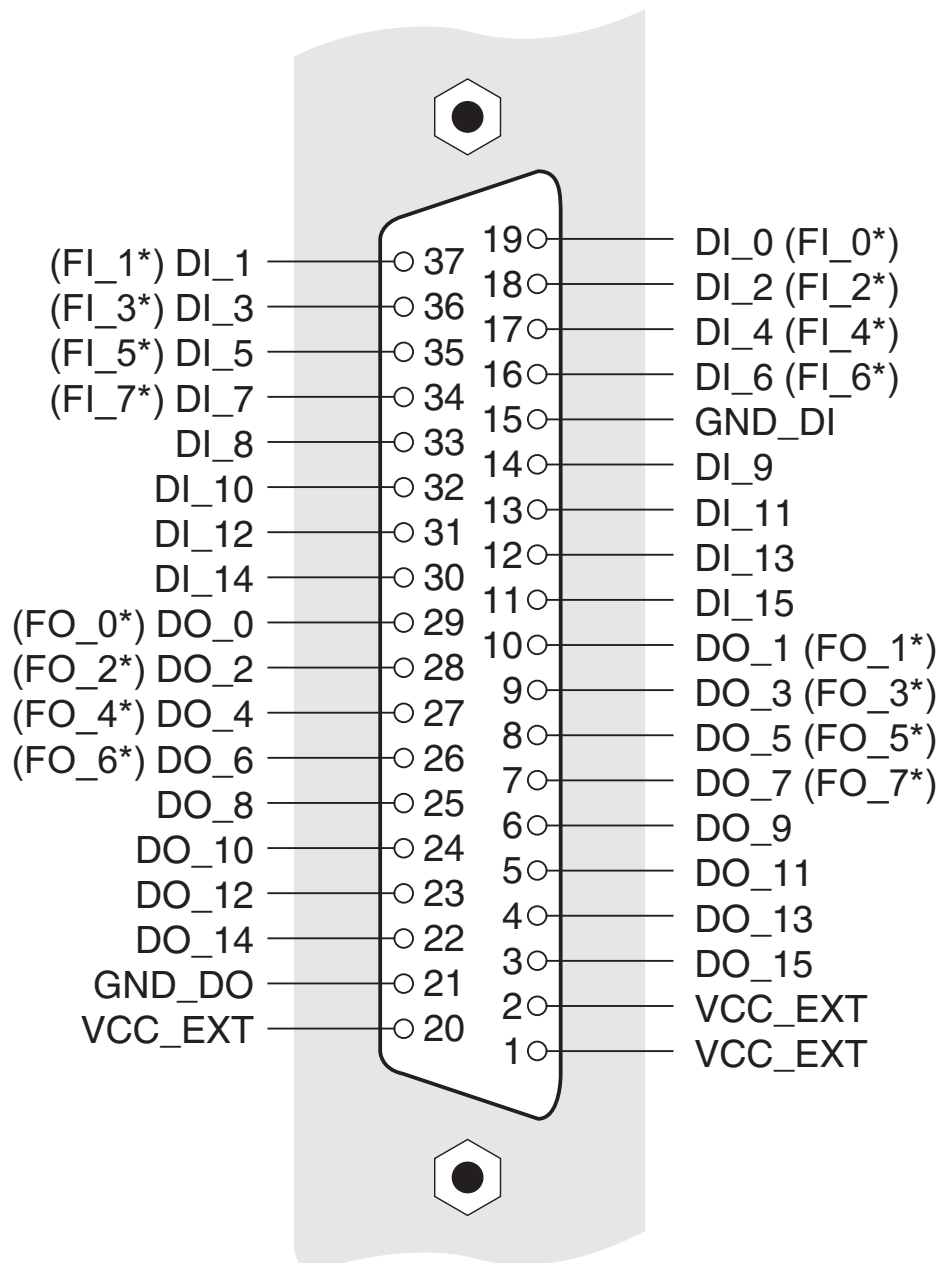 19 DI_0 (FI_0*)
(FI_1*) DI_1 37
18 DI_2 (FI_2*)
(FI_3*) DI_3 36
17 DI_4 (FI_4*)
(FI_5*) DI_5 35
16 DI_6 (FI_6*)
(FI_7*) DI_7 34
15 GND_DI
DI_8 33
14 DI_9
DI_10 32
13 DI_11
DI_12 31
12 DI_13
DI_14 30
11 DI_15
(FO_0*) DO_0 29
10 DO_1 (FO_1*)
(FO_2*) DO_2 28
9 DO_3 (FO_3*)
(FO_4*) DO_4 27
8 DO_5 (FO_5*)
(FO_6*) DO_6 26
7 DO_7 (FO_7*)
DO_8 25
6 DO_9
DO_10 24
5 DO_11
DO_12 23
4 DO_13
DO_14 22
3 DO_15
GND_DO 21
2 VCC_EXT
VCC_EXT 20
1 VCC_EXT